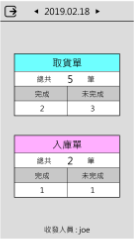 2019.02.18
取貨單
總共 5 筆
完成 未完成
2 3
入庫單
總共 2 筆
完成 未完成
1 1
收發人員 : joe